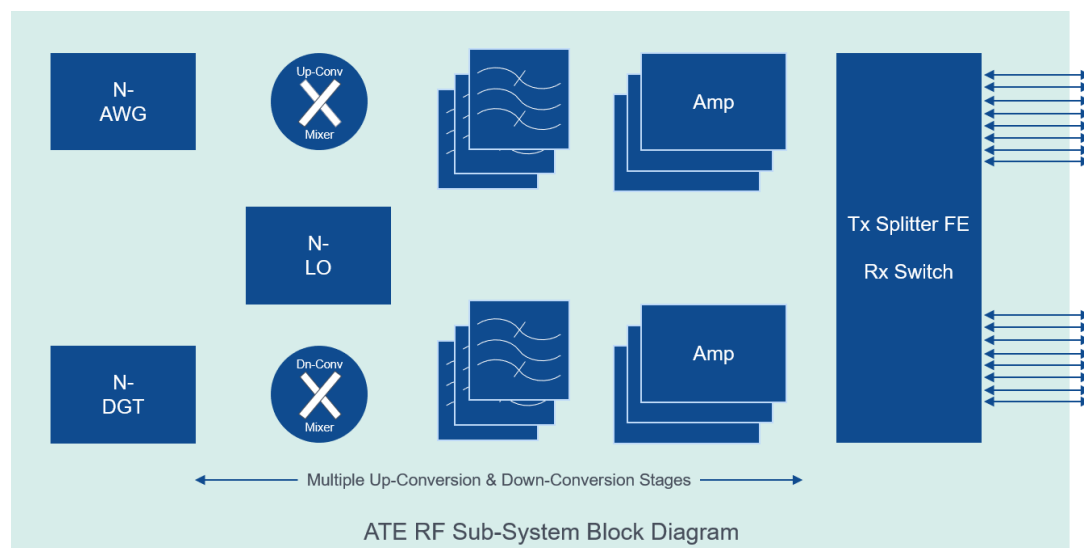 N-
AWG
Up-Conv
Mixer
Amp
N-
LO
Tx Splitter FE
Rx Switch
N-
DGT
Dn-Conv
Mixer
Amp
Multiple Up-Conversion & Down-Conversion Stages
ATE RF Sub-System Block Diagram